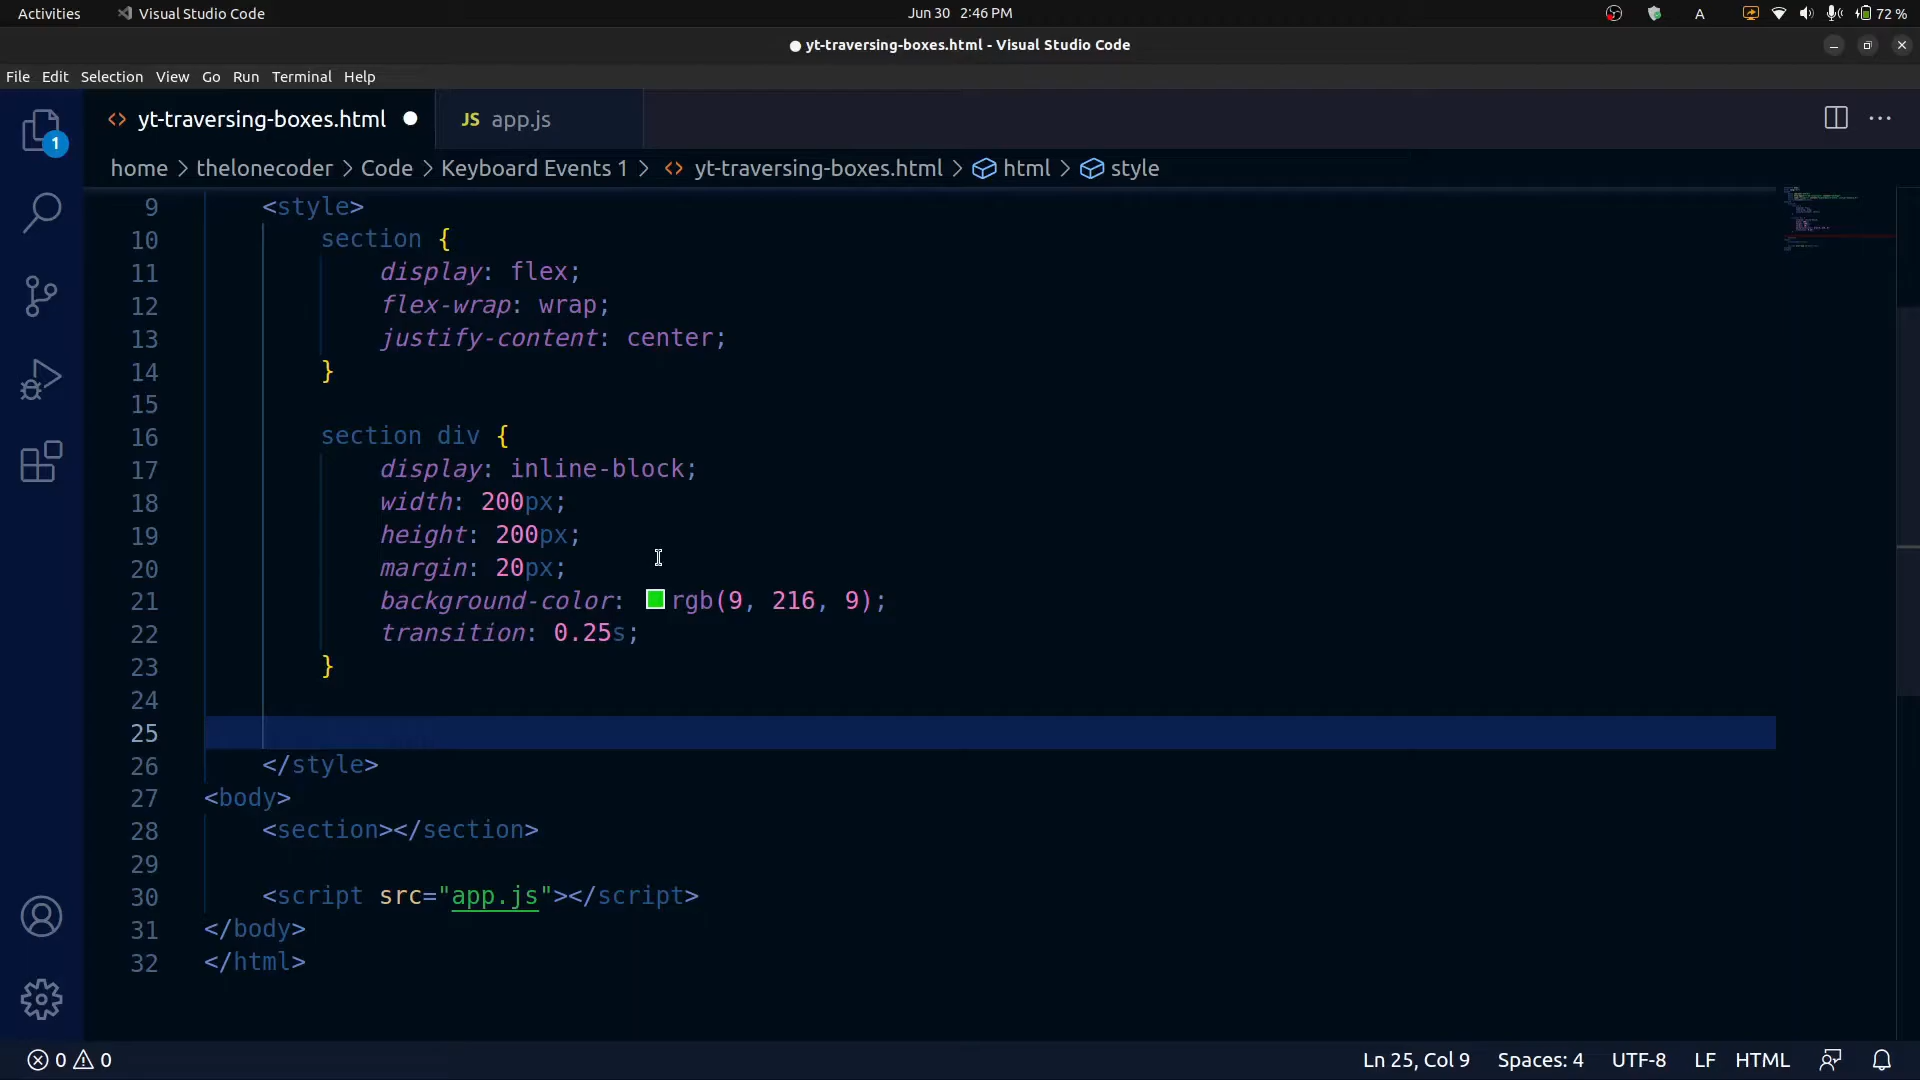 Activities Visual Studio Code Jun 30 2:46 PM A 72 %
yt-traversing-boxes.html - Visual Studio Code
File Edit Selection View Go Run Terminal Help
1
<> yt-traversing-boxes.html JS app.js
home > thelonecoder > Code > Keyboard Events 1 > <> yt-traversing-boxes.html > html > style
9 <style>
10 section {
11 display: flex;
12 flex-wrap: wrap;
13 justify-content: center;
14 }
15
16 section div {
17 display: inline-block;
18 width: 200px;
19 height: 200px;
20 margin: 20px;
21 background-color: rgb(9, 216, 9);
22 transition: 0.25s;
23 }
24
25
26 </style>
27 <body>
28 <section></section>
29
30 <script src="app.js"></script>
31 </body>
32 </html>
0 0 Ln 25, Col 9 Spaces: 4 UTF-8 LF HTML